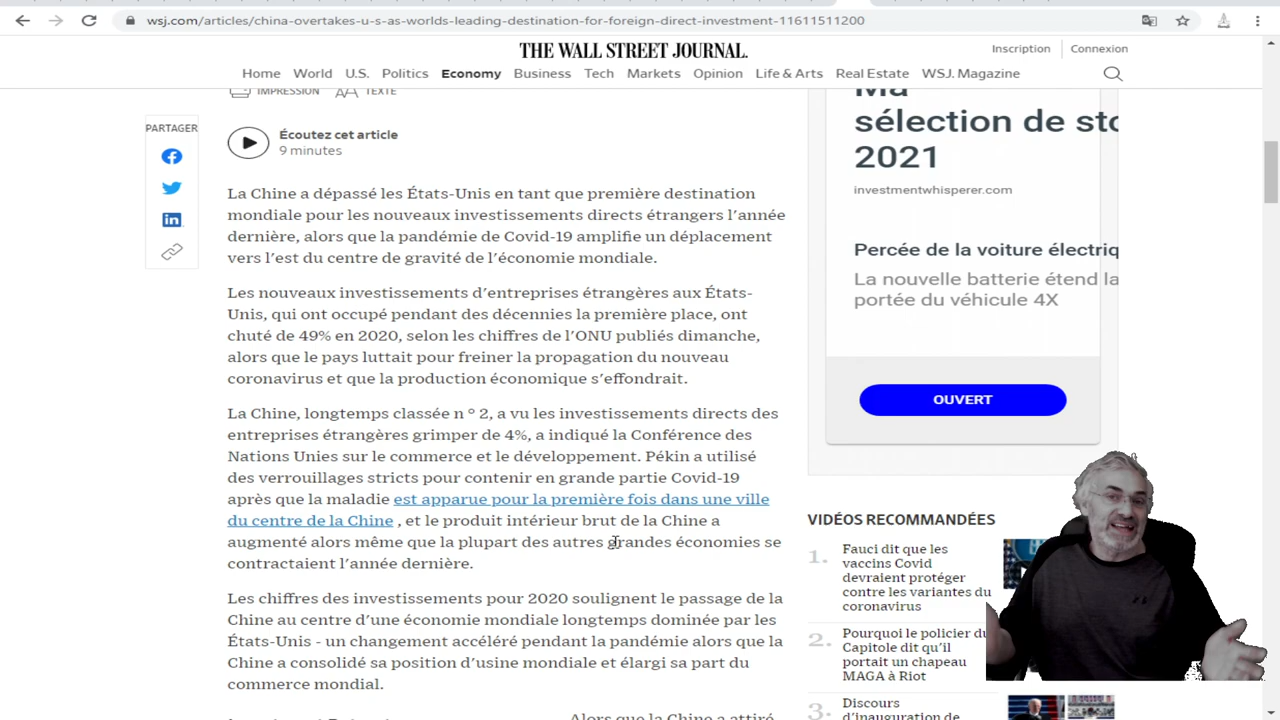 wsj.com/articles/china-overtakes-u-s-as-worlds-leading-destination-for-foreign-direct-investment-11611511200
THE WALL STREET JOURNAL.
Inscription
Connexion
Home World U.S. Politics Economy Business Tech Markets Opinion Life & Arts Real Estate WSJ. Magazine
IMPRESSION AA TEXTE
PARTAGER
Écoutez cet article
9 minutes
La Chine a dépassé les États-Unis en tant que première destination
mondiale pour les nouveaux investissements directs étrangers l'année
dernière, alors que la pandémie de Covid-19 amplifie un déplacement
vers l'est du centre de gravité de l'économie mondiale.
Les nouveaux investissements d'entreprises étrangères aux États-
Unis, qui ont occupé pendant des décennies la première place, ont
chuté de 49% en 2020, selon les chiffres de l'ONU publiés dimanche,
alors que le pays luttait pour freiner la propagation du nouveau
coronavirus et que la production économique s'effondrait.
La Chine, longtemps classée n ° 2, a vu les investissements directs des
entreprises étrangères grimper de 4%, a indiqué la Conférence des
Nations Unies sur le commerce et le développement. Pékin a utilisé
des verrouillages stricts pour contenir en grande partie Covid-19
après que la maladie est apparue pour la première fois dans une ville
du centre de la Chine , et le produit intérieur brut de la Chine a
augmenté alors même que la plupart des autres grandes économies se
contractaient l'année dernière.
Les chiffres des investissements pour 2020 soulignent le passage de la
Chine au centre d'une économie mondiale longtemps dominée par les
États-Unis - un changement accéléré pendant la pandémie alors que la
Chine a consolidé sa position d'usine mondiale et élargi sa part du
commerce mondial.
Alors que la Chine a attiré
Ma
sélection de sto
2021
investmentwhisperer.com
Percée de la voiture électriq
La nouvelle batterie étend la
portée du véhicule 4X
OUVERT
VIDÉOS RECOMMANDÉES
1. Fauci dit que les
vaccins Covid
devraient protéger
contre les variantes du
coronavirus
2. Pourquoi le policier du
Capitole dit qu'il
portait un chapeau
MAGA à Riot
3. Discours
d'inauguration de